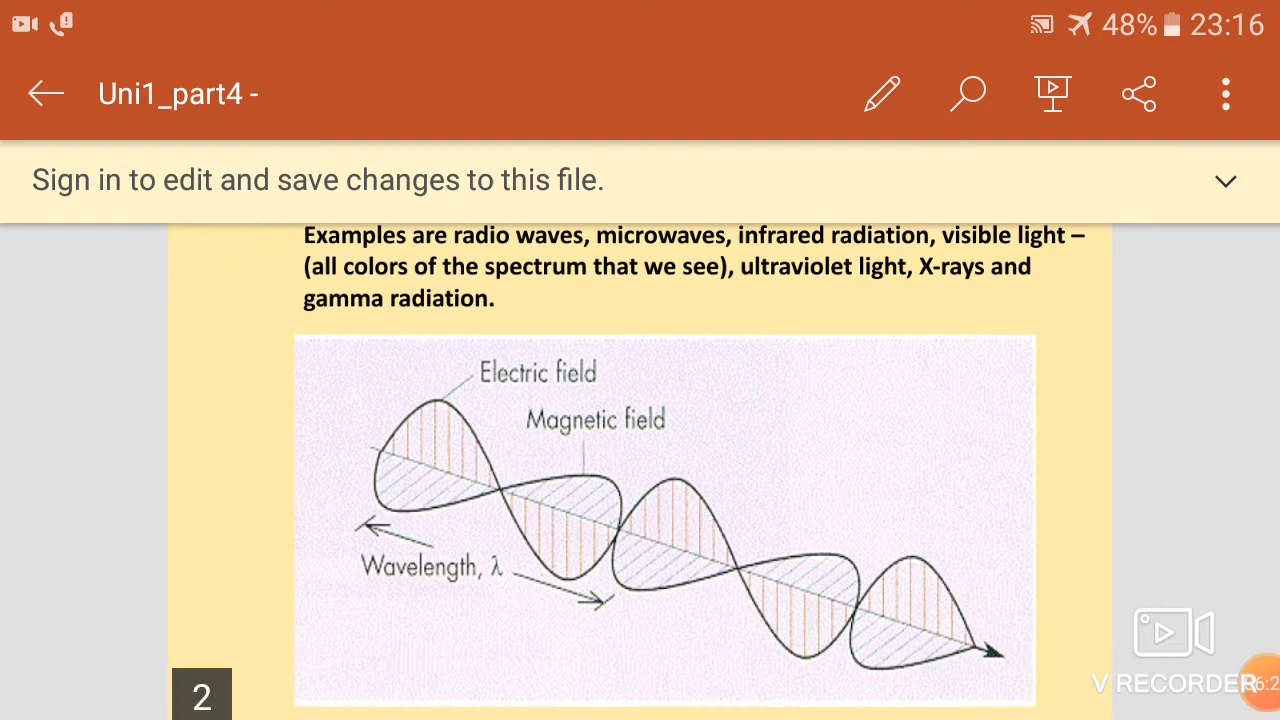 48% 23:16
Uni1_part4 -
Sign in to edit and save changes to this file.
Examples are radio waves, microwaves, infrared radiation, visible light –
(all colors of the spectrum that we see), ultraviolet light, X-rays and
gamma radiation.
Electric field
Magnetic field
Wavelength, λ
2
V RECORDER